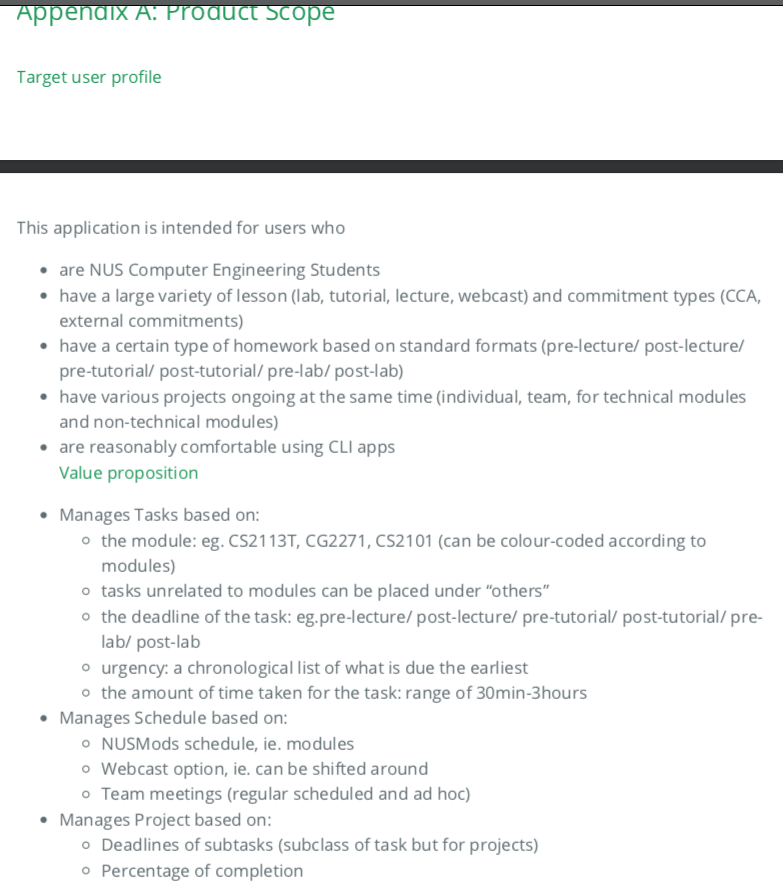 Appendix A: Product Scope
Target user profile
This application is intended for users who
• are NUS Computer Engineering Students
• have a large variety of lesson (lab, tutorial, lecture, webcast) and commitment types (CCA,
external commitments)
• have a certain type of homework based on standard formats (pre-lecture/ post-lecture/
pre-tutorial/ post-tutorial/ pre-lab/ post-lab)
• have various projects ongoing at the same time (individual, team, for technical modules
and non-technical modules)
• are reasonably comfortable using CLI apps
Value proposition
• Manages Tasks based on:
◦ the module: eg. CS2113T, CG2271, CS2101 (can be colour-coded according to
modules)
◦ tasks unrelated to modules can be placed under “others”
◦ the deadline of the task: eg.pre-lecture/ post-lecture/ pre-tutorial/ post-tutorial/ pre-
lab/ post-lab
◦ urgency: a chronological list of what is due the earliest
◦ the amount of time taken for the task: range of 30min-3hours
• Manages Schedule based on:
◦ NUSMods schedule, ie. modules
◦ Webcast option, ie. can be shifted around
◦ Team meetings (regular scheduled and ad hoc)
• Manages Project based on:
◦ Deadlines of subtasks (subclass of task but for projects)
◦ Percentage of completion